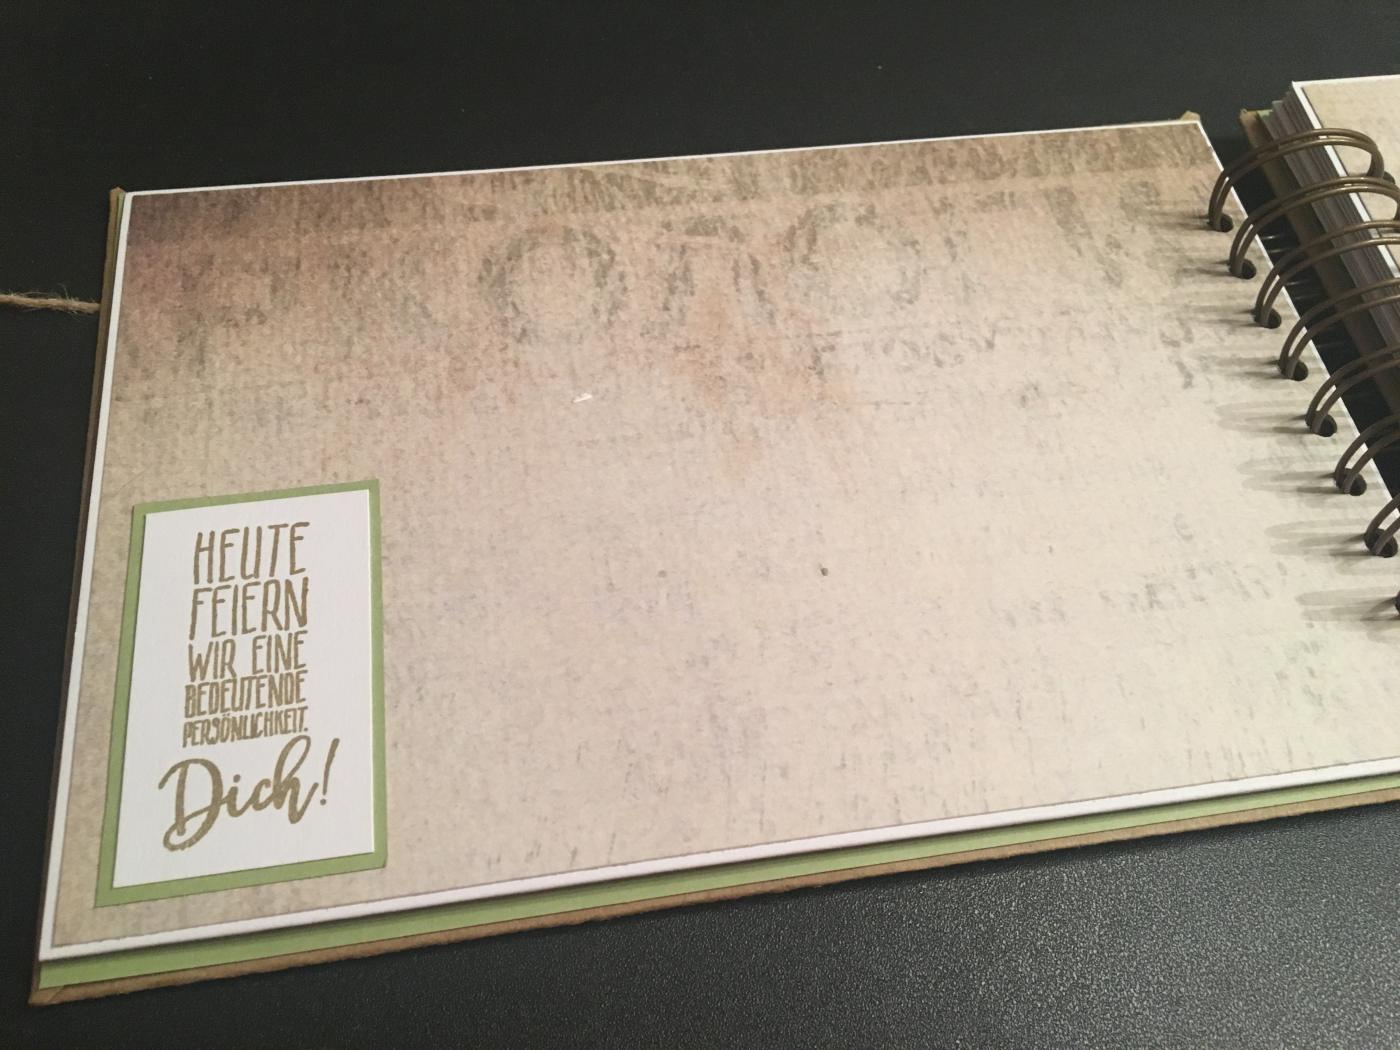 HEUTE
FEIERN
WIR EINE
BEDEUTENDE
PERSÖNLICHKEIT.
Dich!